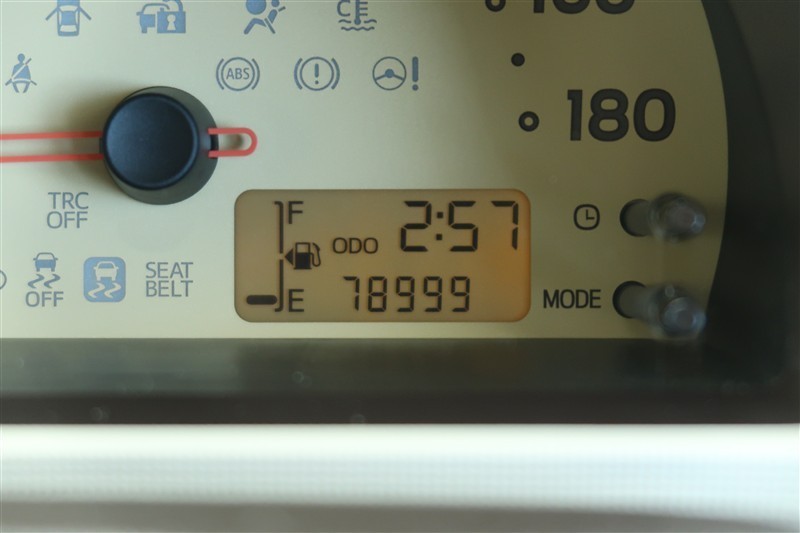 180
ABS
TRC
OFF
F
2:57
ODO
E
78999
OFF
SEAT
BELT
MODE